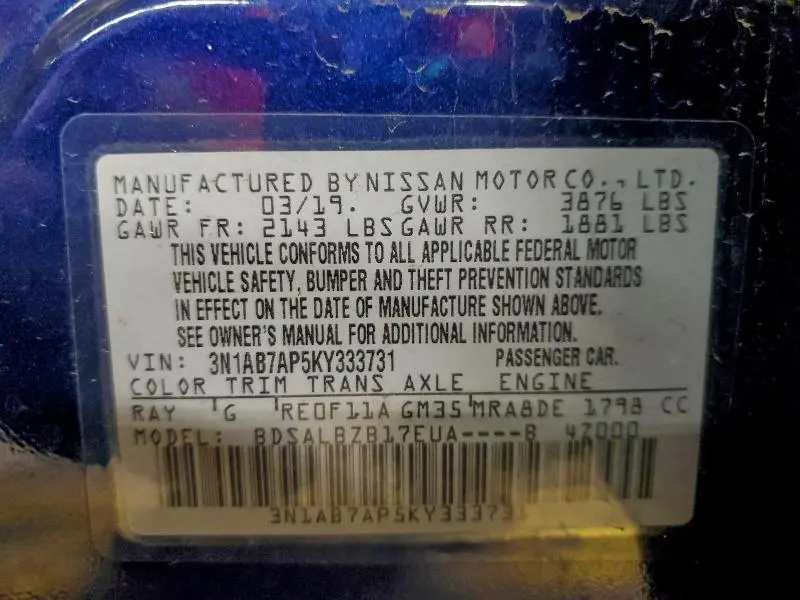 MANUFACTURED BY NISSAN MOTOR CO., LTD.
DATE: 03/19. GVWR: 3876 LBS
GAWR FR: 2143 LBS GAWR RR: 1881 LBS
THIS VEHICLE CONFORMS TO ALL APPLICABLE FEDERAL MOTOR
VEHICLE SAFETY, BUMPER AND THEFT PREVENTION STANDARDS
IN EFFECT ON THE DATE OF MANUFACTURE SHOWN ABOVE.
SEE OWNER'S MANUAL FOR ADDITIONAL INFORMATION.
VIN: 3N1AB7AP5KY333731 PASSENGER CAR.
COLOR TRIM TRANS AXLE ENGINE
RAY G RE0F11A GM35 MRA8DE 1798 CC
MODEL: BDSALBZB17EUA----B 4Z000
3N1AB7AP5KY333731